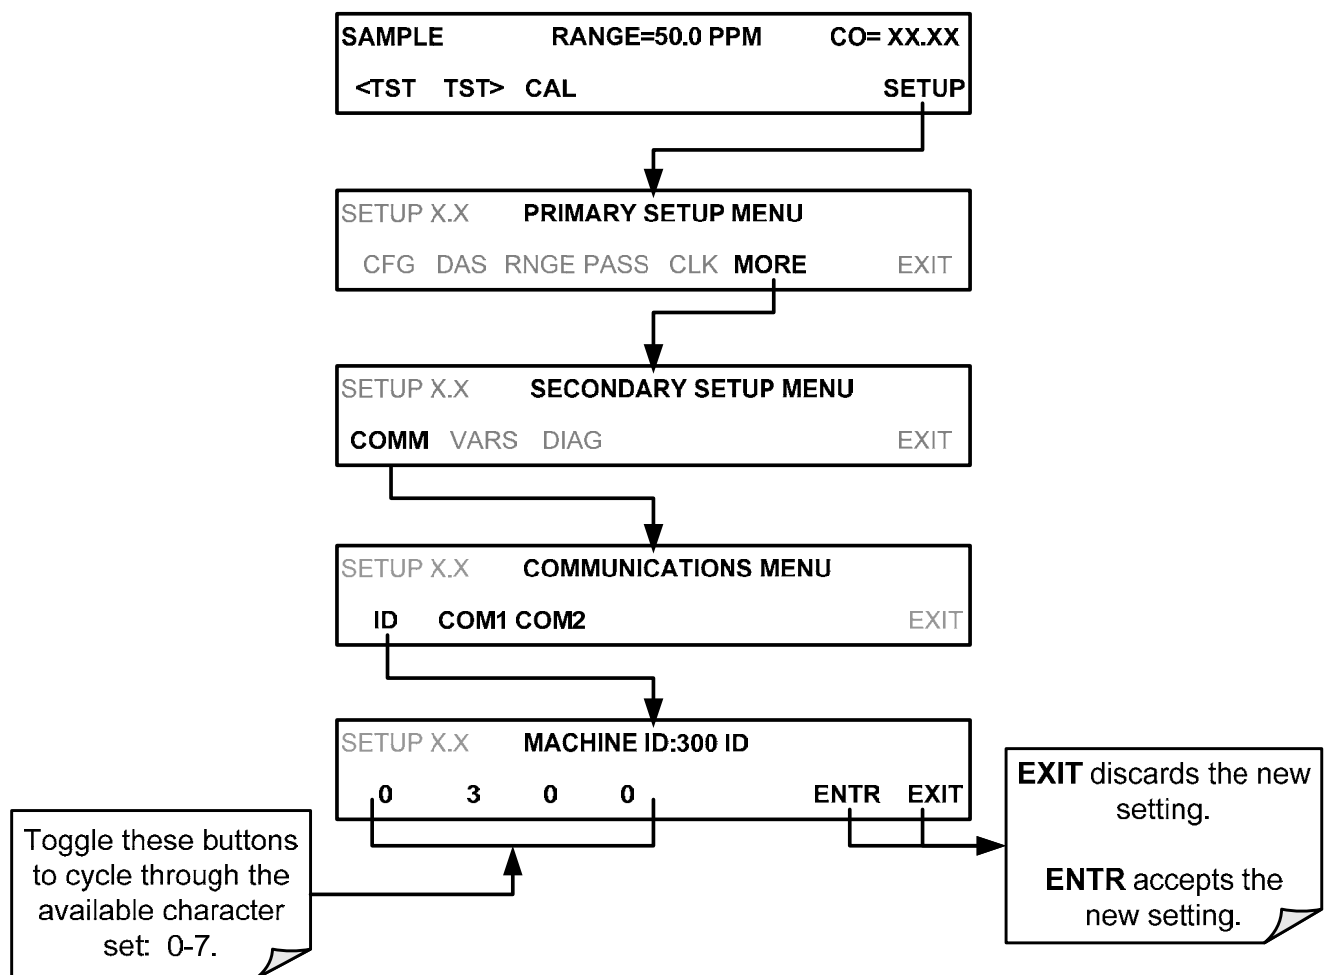 SAMPLE RANGE=50.0 PPM CO= XX.XX
<TST TST> CAL SETUP
SETUP X.X PRIMARY SETUP MENU
CFG DAS RNGE PASS CLK MORE EXIT
SETUP X.X SECONDARY SETUP MENU
COMM VARS DIAG EXIT
SETUP X.X COMMUNICATIONS MENU
ID COM1 COM2 EXIT
SETUP X.X MACHINE ID:300 ID
0 3 0 0 ENTR EXIT
Toggle these buttons
to cycle through the
available character
set: 0-7.
EXIT discards the new
setting.
ENTR accepts the
new setting.